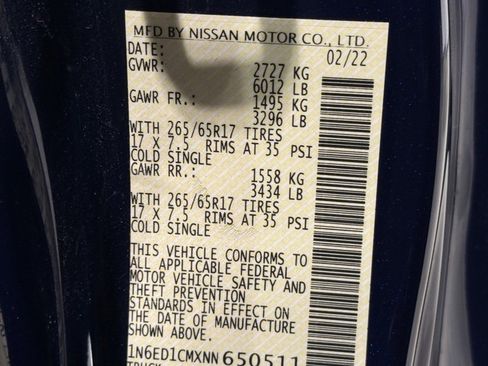 MFD BY NISSAN MOTOR CO., LTD.
DATE: 02/22
GVWR: 2727 KG
6012 LB
GAWR FR.: 1495 KG
3296 LB
WITH 265/65R17 TIRES
17 X 7.5 RIMS AT 35 PSI
COLD SINGLE
GAWR RR.: 1558 KG
3434 LB
WITH 265/65R17 TIRES
17 X 7.5 RIMS AT 35 PSI
COLD SINGLE
THIS VEHICLE CONFORMS TO
ALL APPLICABLE FEDERAL
MOTOR VEHICLE SAFETY AND
THEFT PREVENTION
STANDARDS IN EFFECT ON
THE DATE OF MANUFACTURE
SHOWN ABOVE.
1N6ED1CMXNN650511
TRUCK